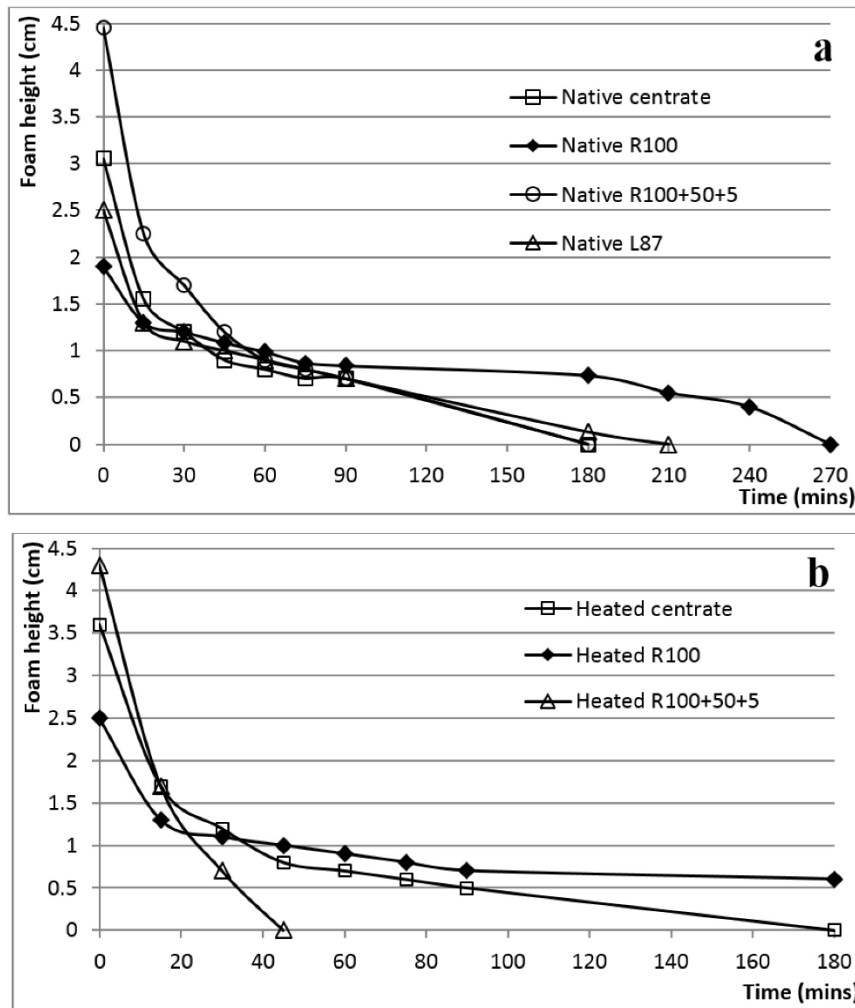 a
Foam height (cm)
4.5
4
3.5
3
2.5
2
1.5
1
0.5
0
Native centrate
Native R100
Native R100+50+5
Native L87
0 30 60 90 120 150 180 210 240 270
Time (mins)
b
Foam height (cm)
4.5
4
3.5
3
2.5
2
1.5
1
0.5
0
Heated centrate
Heated R100
Heated R100+50+5
0 20 40 60 80 100 120 140 160 180
Time (mins)